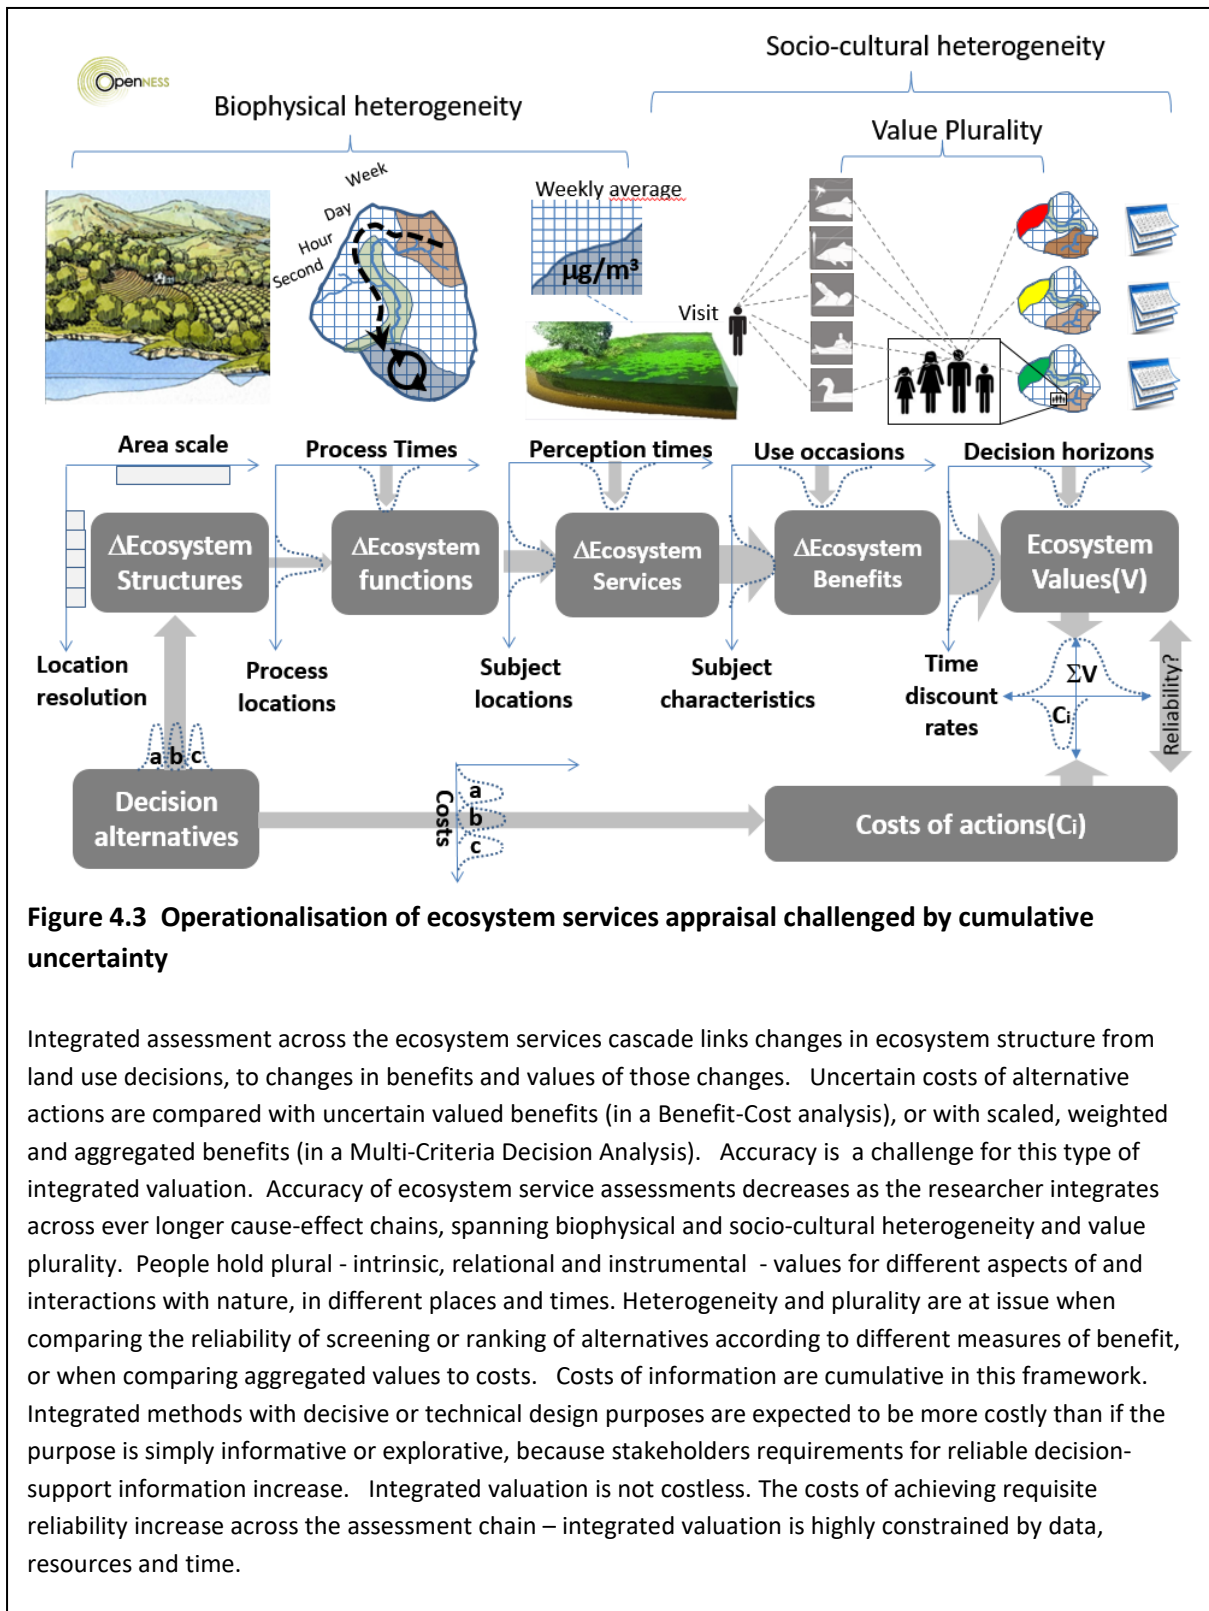 OpenNESS
Socio-cultural heterogeneity
Biophysical heterogeneity
Value Plurality
Week
Day
Hour
Second
Weekly average
µg/m³
Visit
Area scale
Process Times
Perception times
Use occasions
Decision horizons
ΔEcosystem
Structures
ΔEcosystem
functions
ΔEcosystem
Services
ΔEcosystem
Benefits
Ecosystem
Values(V)
Location
resolution
Process
locations
Subject
locations
Subject
characteristics
Time
discount
rates
ΣV
Ci
Reliability?
a b c
Decision
alternatives
Costs
a
b
c
Costs of actions(Ci)
Figure 4.3 Operationalisation of ecosystem services appraisal challenged by cumulative
uncertainty
Integrated assessment across the ecosystem services cascade links changes in ecosystem structure from
land use decisions, to changes in benefits and values of those changes. Uncertain costs of alternative
actions are compared with uncertain valued benefits (in a Benefit-Cost analysis), or with scaled, weighted
and aggregated benefits (in a Multi-Criteria Decision Analysis). Accuracy is a challenge for this type of
integrated valuation. Accuracy of ecosystem service assessments decreases as the researcher integrates
across ever longer cause-effect chains, spanning biophysical and socio-cultural heterogeneity and value
plurality. People hold plural - intrinsic, relational and instrumental - values for different aspects of and
interactions with nature, in different places and times. Heterogeneity and plurality are at issue when
comparing the reliability of screening or ranking of alternatives according to different measures of benefit,
or when comparing aggregated values to costs. Costs of information are cumulative in this framework.
Integrated methods with decisive or technical design purposes are expected to be more costly than if the
purpose is simply informative or explorative, because stakeholders requirements for reliable decision-
support information increase. Integrated valuation is not costless. The costs of achieving requisite
reliability increase across the assessment chain – integrated valuation is highly constrained by data,
resources and time.